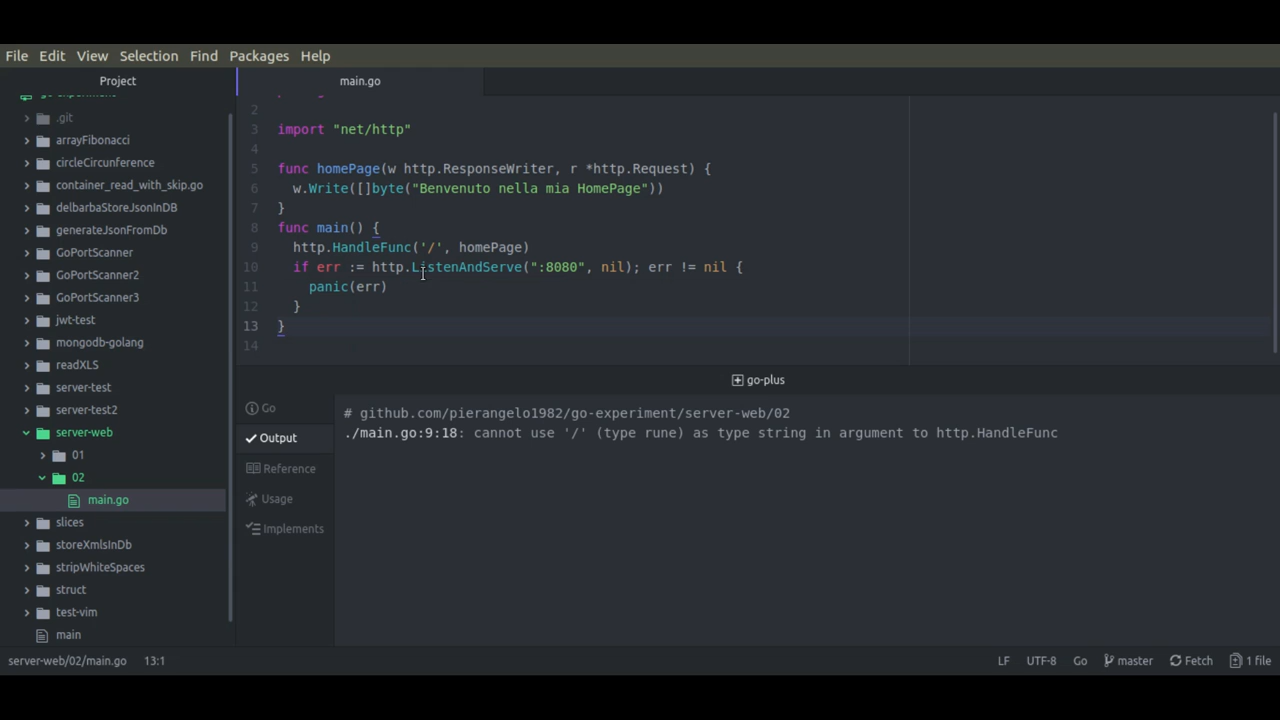 File Edit View Selection Find Packages Help
Project
main.go
.git
arrayFibonacci
circleCircunference
container_read_with_skip.go
delbarbaStoreJsonInDB
generateJsonFromDb
GoPortScanner
GoPortScanner2
GoPortScanner3
jwt-test
mongodb-golang
readXLS
server-test
server-test2
server-web
01
02
main.go
slices
storeXmlsInDb
stripWhiteSpaces
struct
test-vim
main
2
3 import "net/http"
4
5 func homePage(w http.ResponseWriter, r *http.Request) {
6 w.Write([]byte("Benvenuto nella mia HomePage"))
7 }
8 func main() {
9 http.HandleFunc('/', homePage)
10 if err := http.ListenAndServe(":8080", nil); err != nil {
11 panic(err)
12 }
13 }
14
go-plus
Go
Output
Reference
Usage
Implements
# github.com/pierangelo1982/go-experiment/server-web/02
./main.go:9:18: cannot use '/' (type rune) as type string in argument to http.HandleFunc
server-web/02/main.go 13:1 LF UTF-8 Go master Fetch 1 file